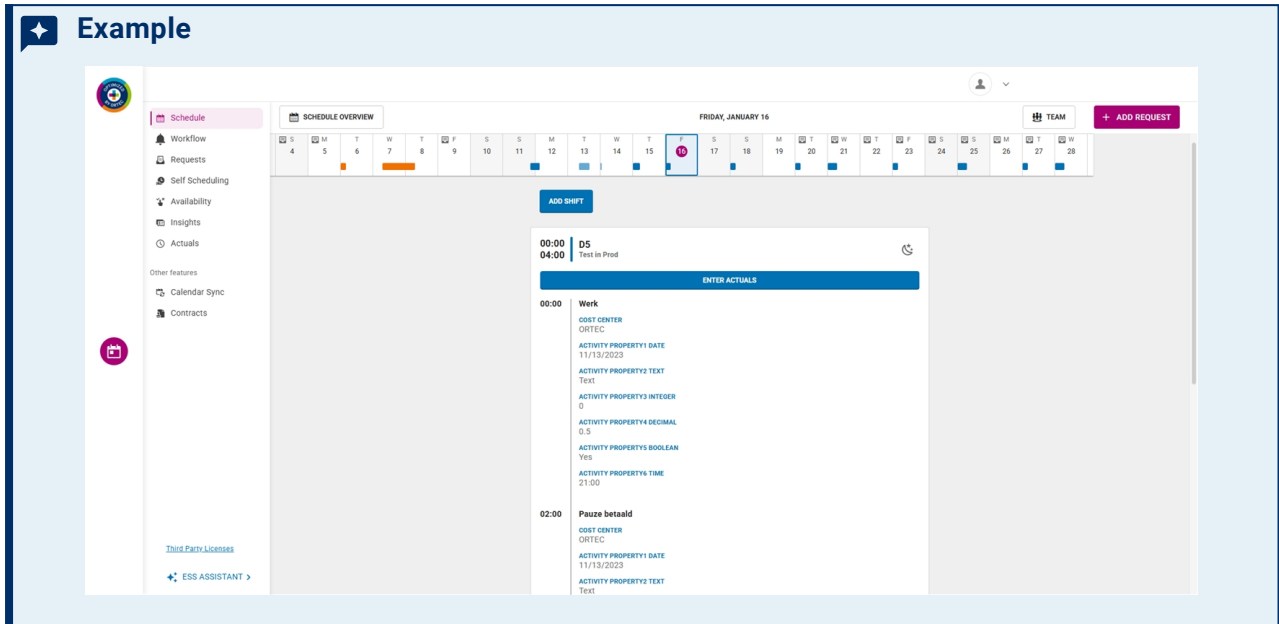 Example
OPTIMIZED
BY ORTEC
Schedule
Workflow
Requests
Self Scheduling
Availability
Insights
Actuals
Other features
Calendar Sync
Contracts
Third Party Licenses
ESS ASSISTANT
SCHEDULE OVERVIEW
FRIDAY, JANUARY 16
TEAM
+ ADD REQUEST
S M T W T F S S M T W T F S S M T W T F S S M T W
4 5 6 7 8 9 10 11 12 13 14 15 16 17 18 19 20 21 22 23 24 25 26 27 28
ADD SHIFT
00:00 D5
04:00 Test in Prod
ENTER ACTUALS
00:00 Werk
COST CENTER
ORTEC
ACTIVITY PROPERTY1 DATE
11/13/2023
ACTIVITY PROPERTY2 TEXT
Text
ACTIVITY PROPERTY3 INTEGER
0
ACTIVITY PROPERTY4 DECIMAL
0.5
ACTIVITY PROPERTY5 BOOLEAN
Yes
ACTIVITY PROPERTY6 TIME
21:00
02:00 Pauze betaald
COST CENTER
ORTEC
ACTIVITY PROPERTY1 DATE
11/13/2023
ACTIVITY PROPERTY2 TEXT
Text